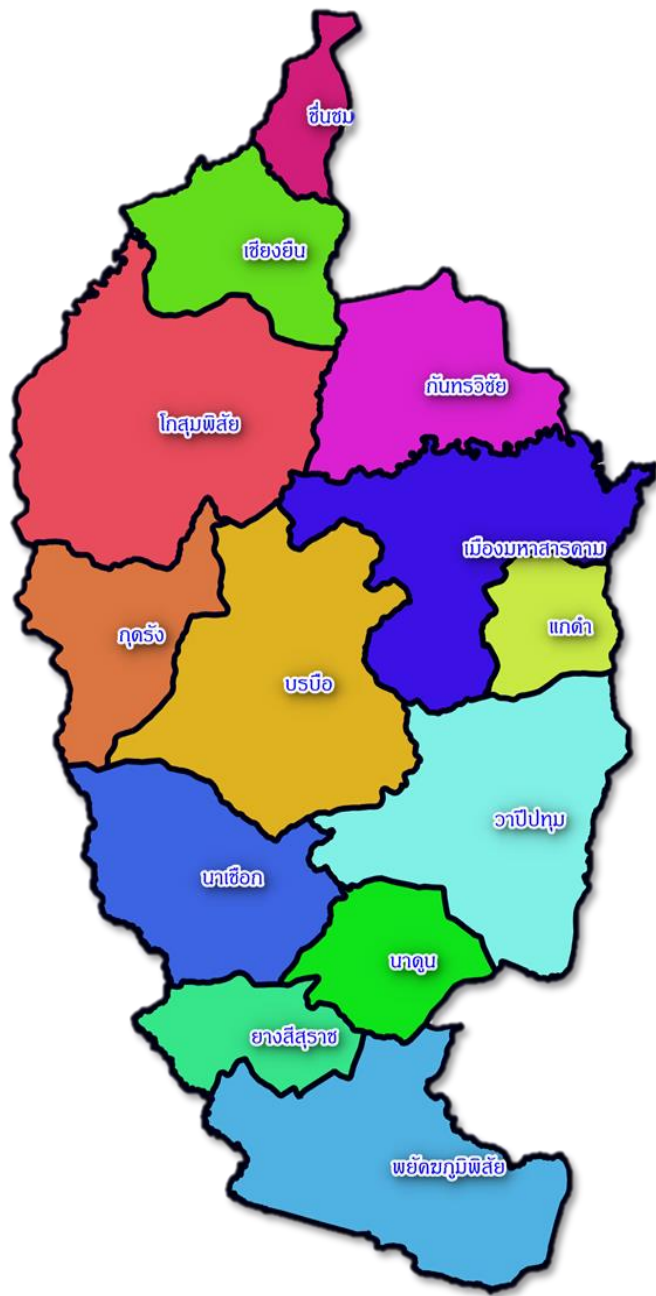 ชื่นชม
เชียงยืน
กันทรวิชัย
โกสุมพิสัย
เมืองมหาสารคาม
แกดำ
กุดรัง
บรบือ
วาปีปทุม
นาเชือก
นาดูน
ยางสีสุราช
พยัคฆภูมิพิสัย